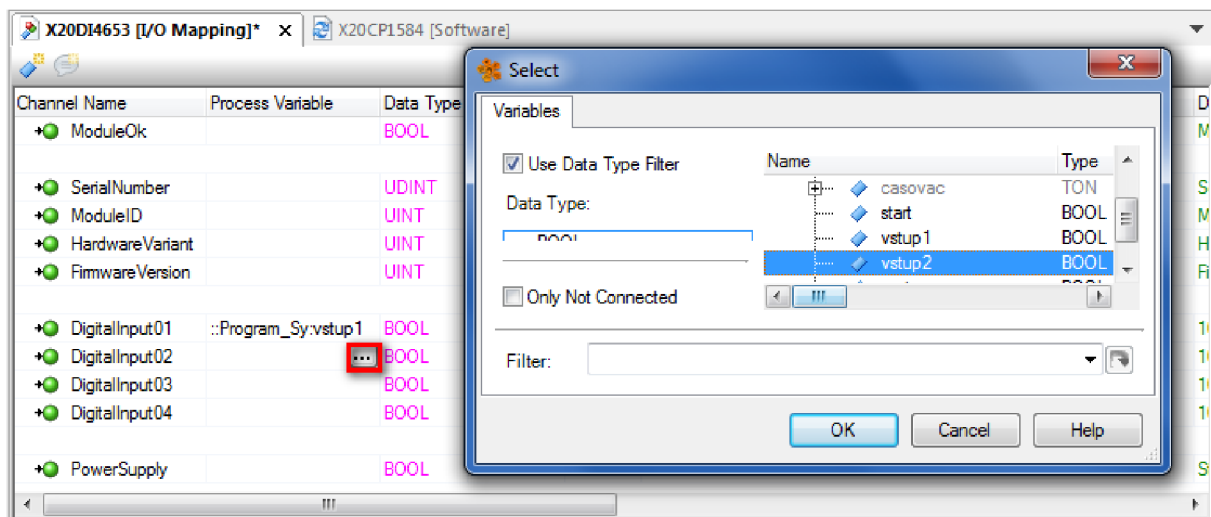 X20DI4653 [I/O Mapping]* X X20CP1584 [Software]
Channel Name Process Variable Data Type
ModuleOk BOOL
SerialNumber UDINT
ModuleID UINT
HardwareVariant UINT
FirmwareVersion UINT
DigitalInput01 ::Program_Sy:vstup1 BOOL
DigitalInput02 ... BOOL
DigitalInput03 BOOL
DigitalInput04 BOOL
PowerSupply BOOL
Select
Variables
Use Data Type Filter
Data Type:
BOOL
Only Not Connected
Name Type
casovac TON
start BOOL
vstup1 BOOL
vstup2 BOOL
Filter:
OK Cancel Help